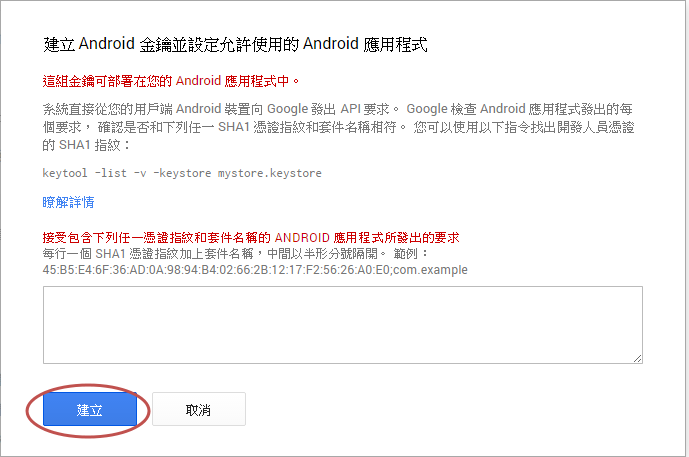 建立 Android 金鑰並設定允許使用的 Android 應用程式
這組金鑰可部署在您的 Android 應用程式中。
系統直接從您的用戶端 Android 裝置向 Google 發出 API 要求。 Google 檢查 Android 應用程式發出的每
個要求， 確認是否和下列任一 SHA1 憑證指紋和套件名稱相符。 您可以使用以下指令找出開發人員憑證
的 SHA1 指紋：
keytool -list -v -keystore mystore.keystore
瞭解詳情
接受包含下列任一憑證指紋和套件名稱的 ANDROID 應用程式所發出的要求
每行一個 SHA1 憑證指紋加上套件名稱，中間以半形分號隔開。 範例：
45:B5:E4:6F:36:AD:0A:98:94:B4:02:66:2B:12:17:F2:56:26:A0:E0;com.example
建立
取消